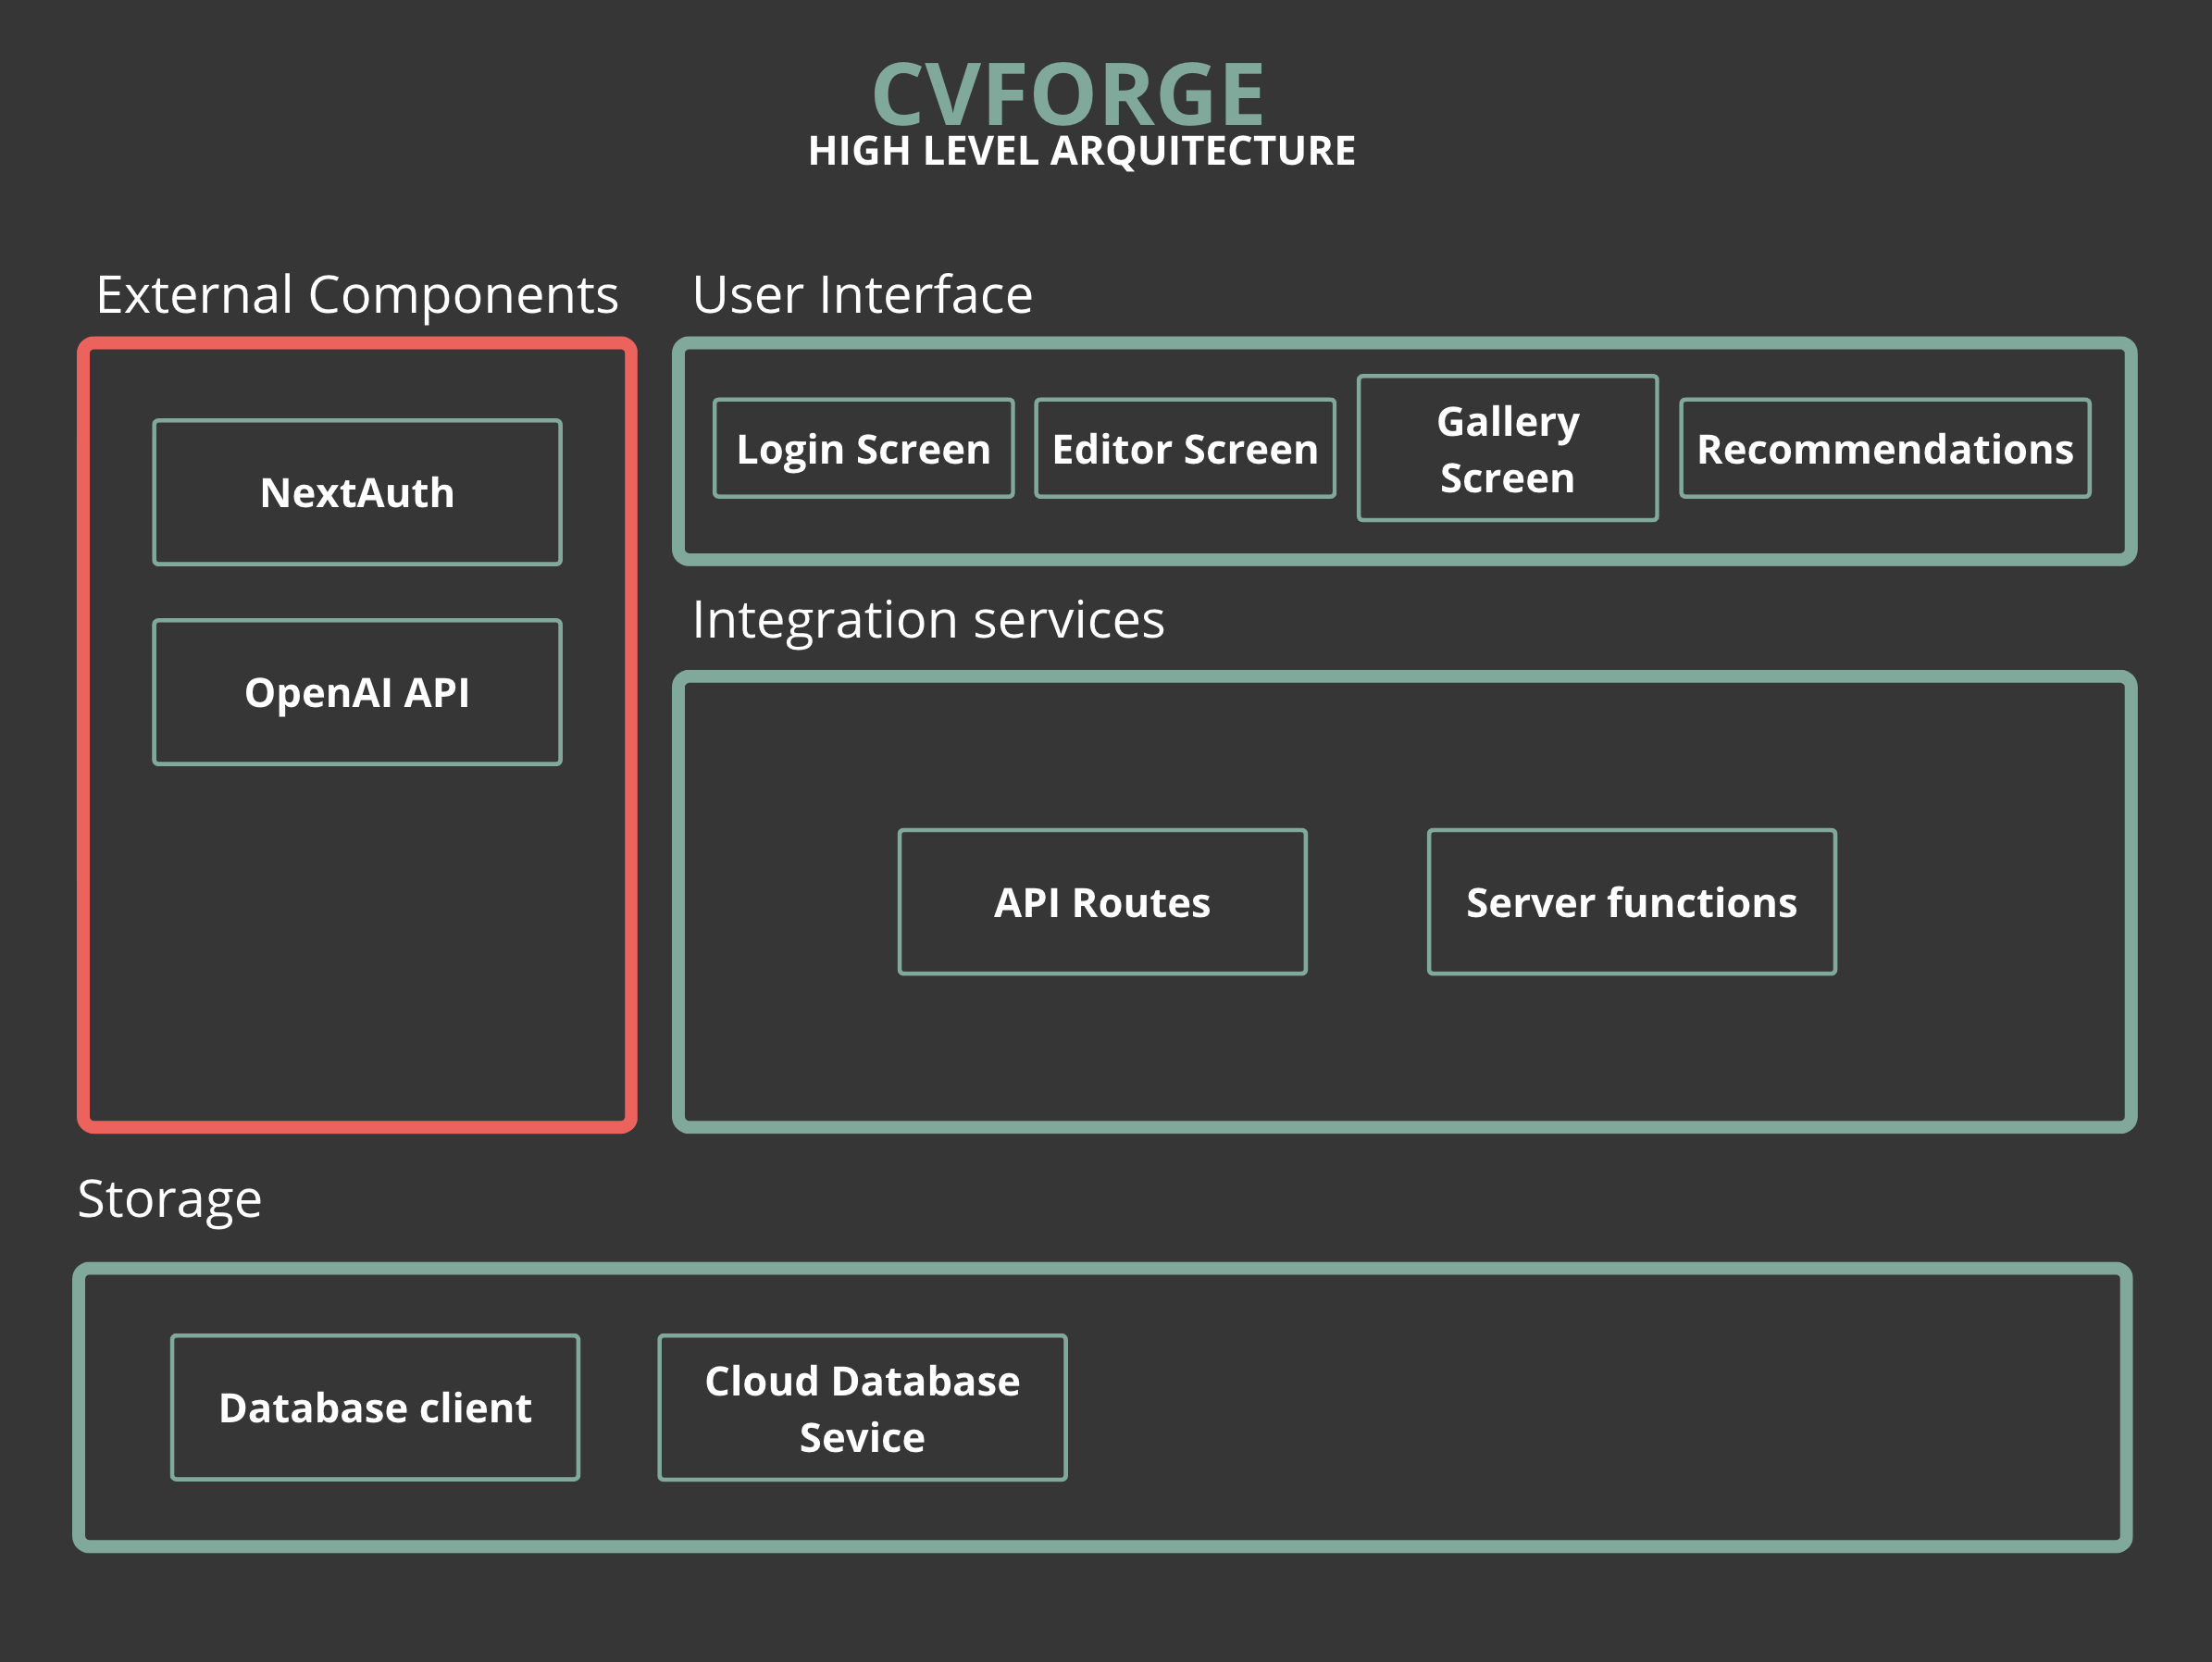 CVFORGE
HIGH LEVEL ARQUITECTURE
External Components
NextAuth
OpenAI API
User Interface
Login Screen
Editor Screen
Gallery
Screen
Recommendations
Integration services
API Routes
Server functions
Storage
Database client
Cloud Database
Sevice